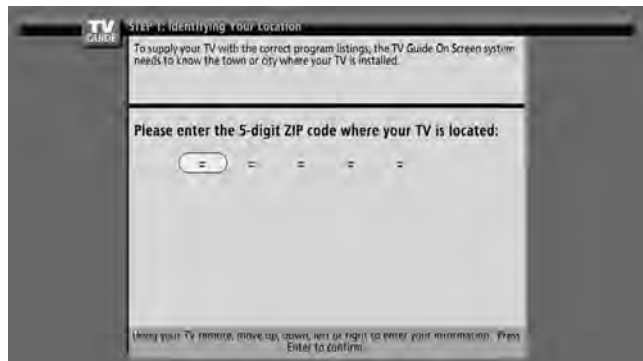 TV
GUIDE
STEP 1: Identifying Your Location
To supply your TV with the correct program listings, the TV Guide On Screen system
needs to know the town or city where your TV is installed.
Please enter the 5-digit ZIP code where your TV is located:
= = = = =
Using your TV remote, move up, down, left or right to enter your information. Press
Enter to confirm.